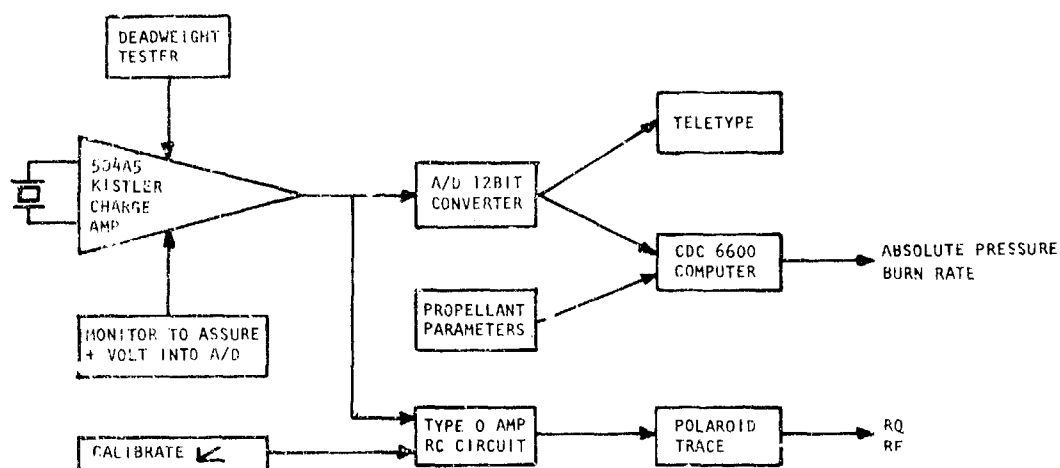 DEADWEIGHT
TESTER
504A5
KISTLER
CHARGE
AMP
MONITOR TO ASSURE
+ VOLT INTO A/D
CALIBRATE
A/D 12BIT
CONVERTER
PROPELLANT
PARAMETERS
TYPE O AMP
RC CIRCUIT
TELETYPE
CDC 6600
COMPUTER
POLAROID
TRACE
ABSOLUTE PRESSURE
BURN RATE
RQ
RF